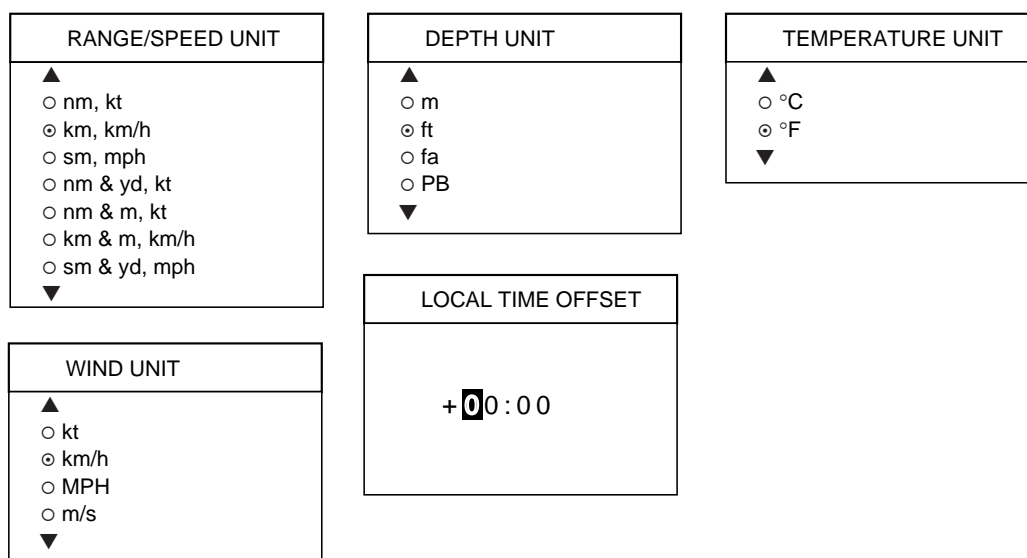 RANGE/SPEED UNIT
▲
○ nm, kt
⊙ km, km/h
○ sm, mph
○ nm & yd, kt
○ nm & m, kt
○ km & m, km/h
○ sm & yd, mph
▼
DEPTH UNIT
▲
○ m
⊙ ft
○ fa
○ PB
▼
TEMPERATURE UNIT
▲
○ °C
⊙ °F
▼
WIND UNIT
▲
○ kt
⊙ km/h
○ MPH
○ m/s
▼
LOCAL TIME OFFSET
+00:00